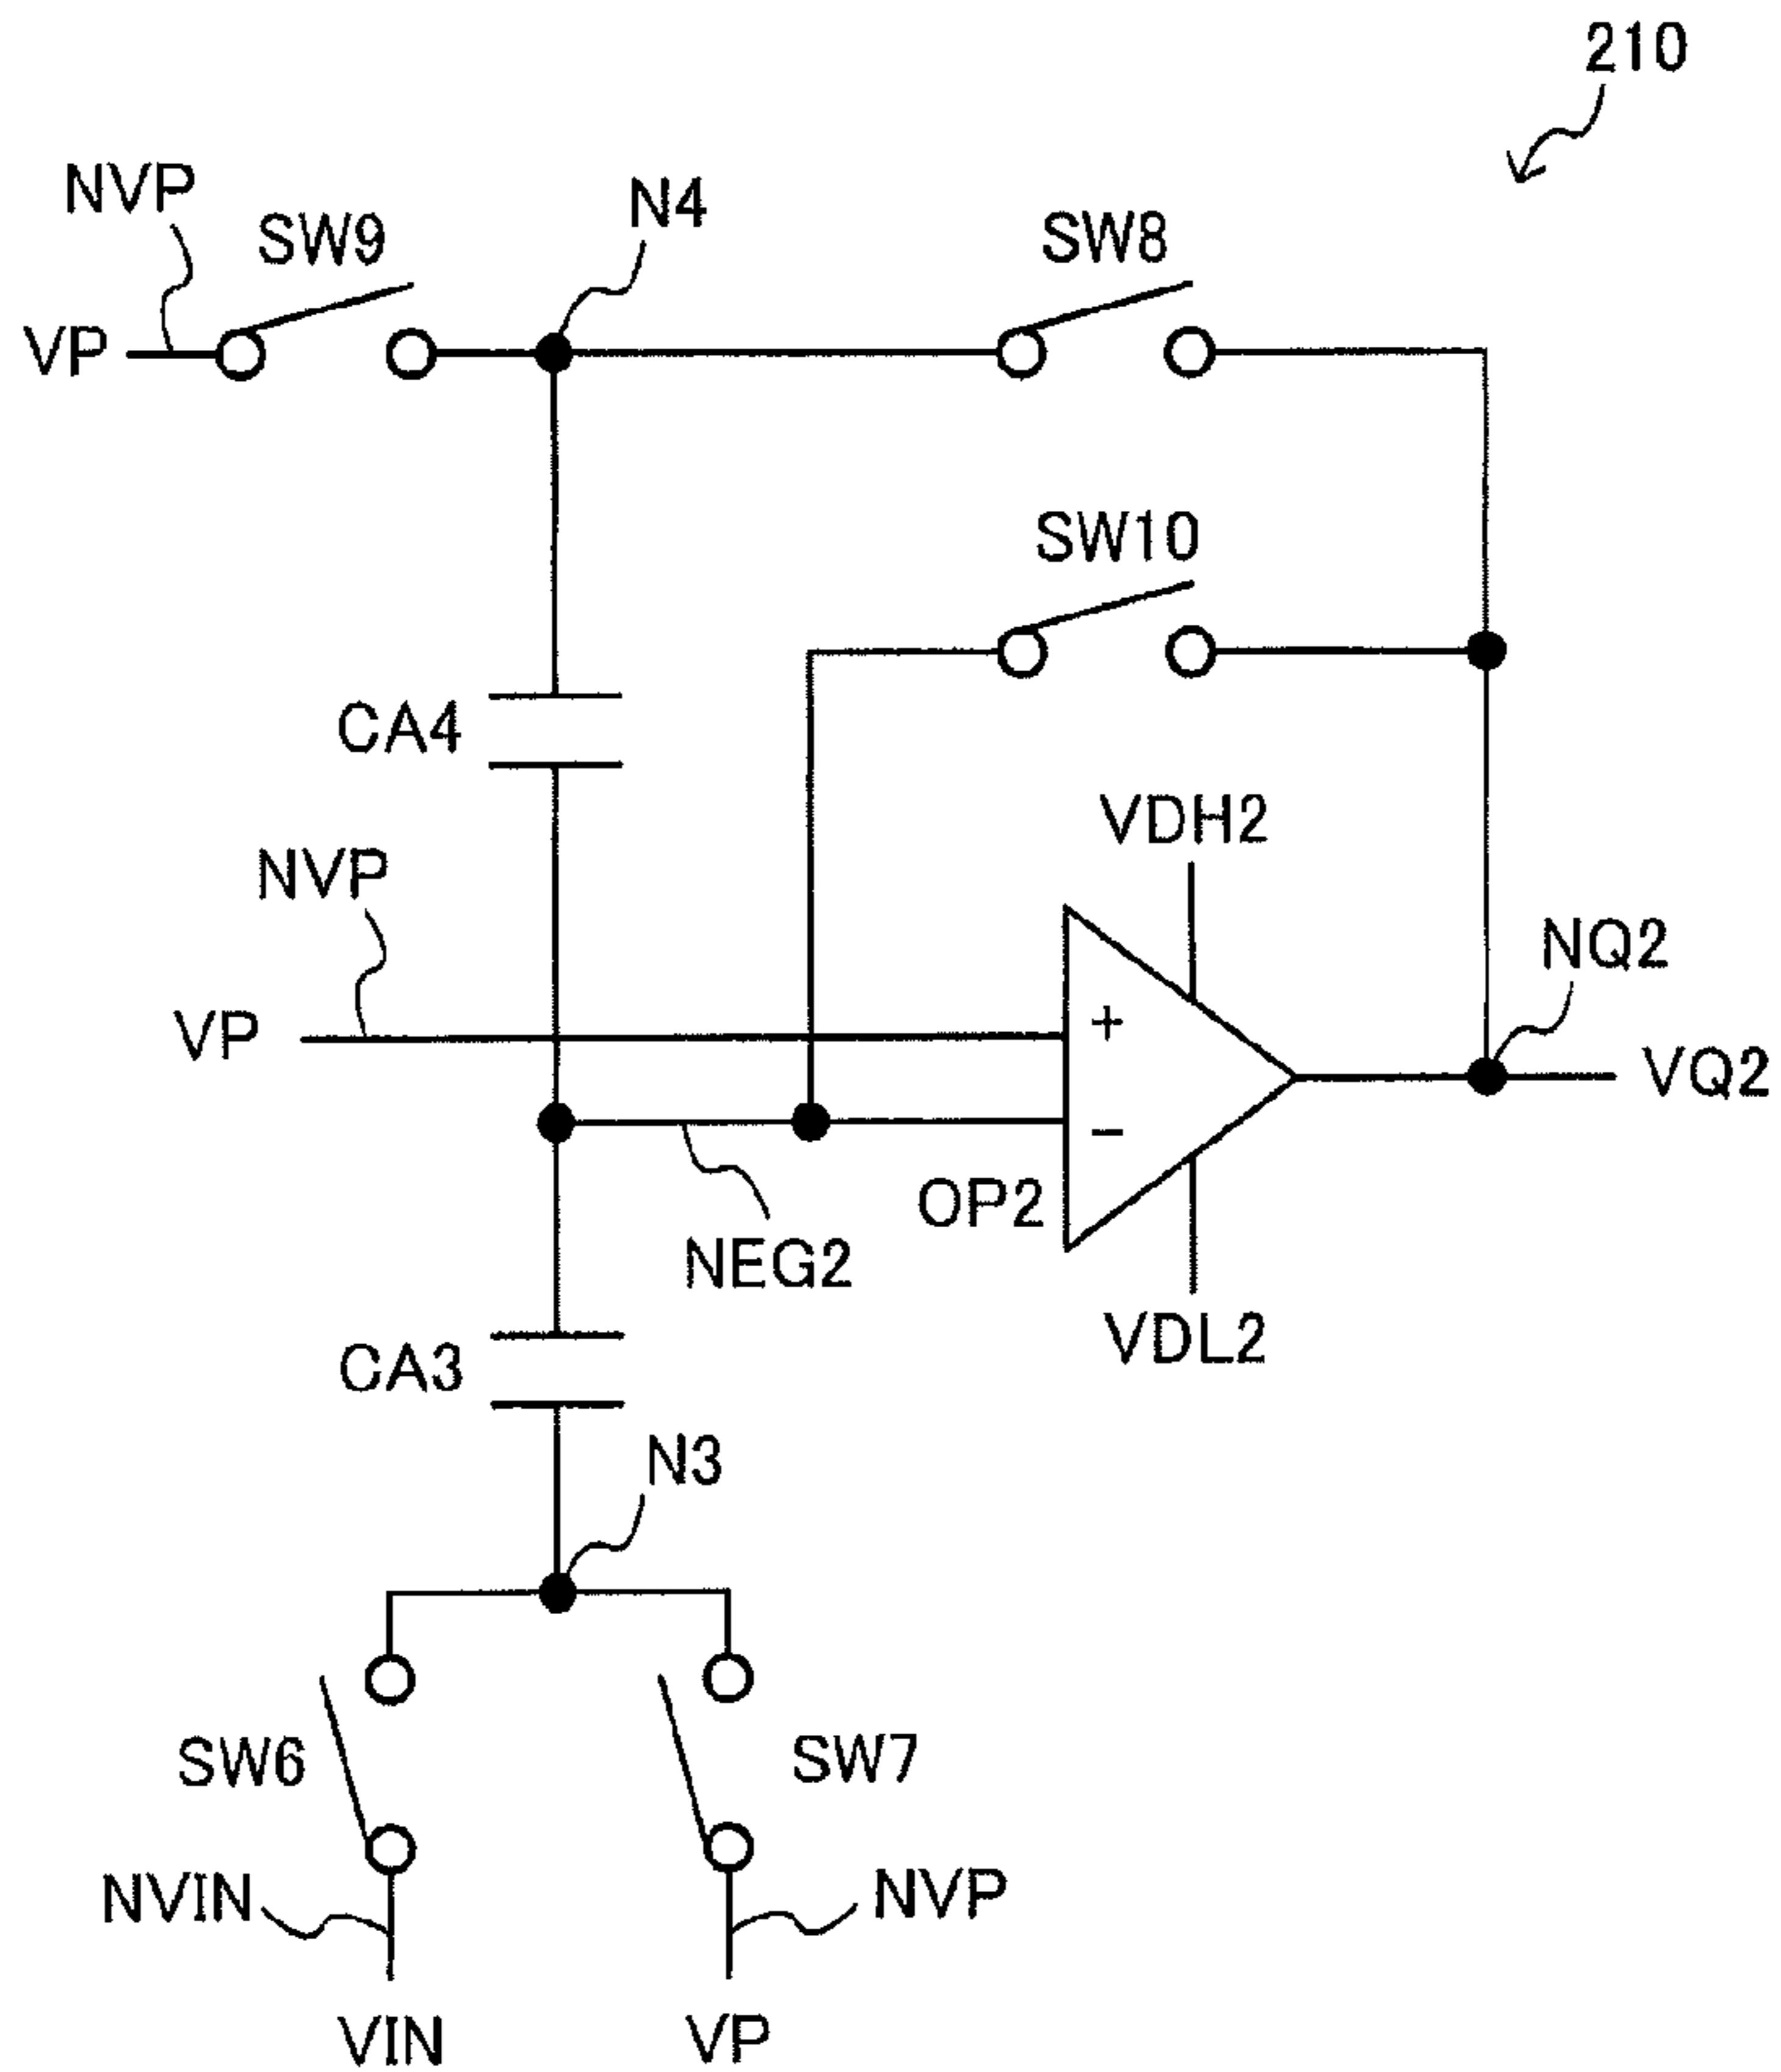 210
NVP
SW9
N4
SW8
VP
SW10
CA4
VDH2
NVP
NQ2
VP
+
VQ2
−
OP2
NEG2
VDL2
CA3
N3
SW6
SW7
NVIN
NVP
VIN
VP